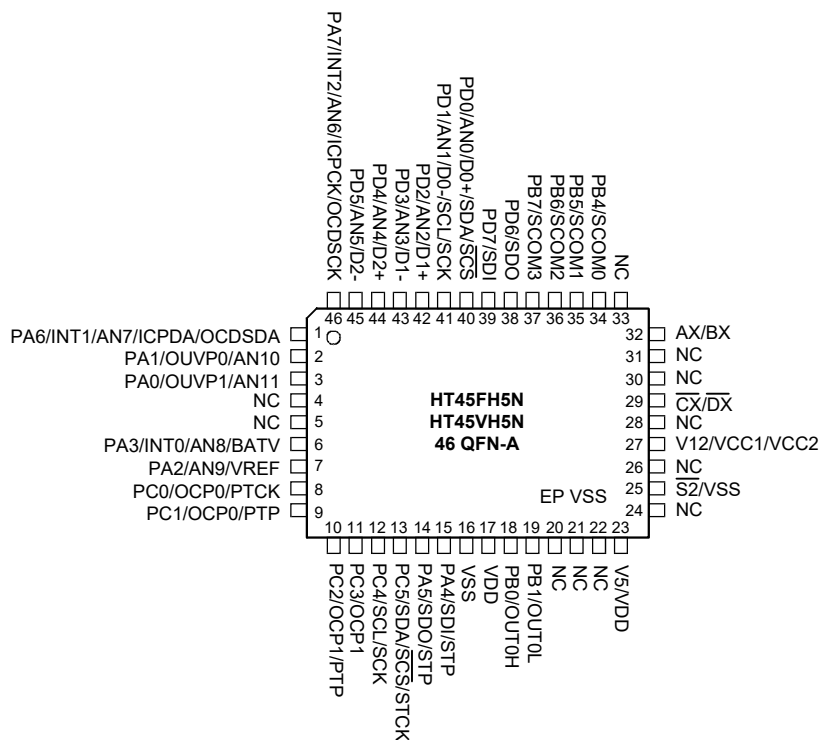 PA7/INT2/AN6/ICPCK/OCDSCK
PD5/AN5/D2-
PD4/AN4/D2+
PD3/AN3/D1-
PD2/AN2/D1+
PD1/AN1/D0-/SCL/SCK
PD0/AN0/D0+/SDA/S̅C̅S̅
PD7/SDI
PD6/SDO
PB7/SCOM3
PB6/SCOM2
PB5/SCOM1
PB4/SCOM0
NC
46 45 44 43 42 41 40 39 38 37 36 35 34 33
PA6/INT1/AN7/ICPDA/OCDSDA 1
PA1/OUVP0/AN10 2
PA0/OUVP1/AN11 3
NC 4
NC 5
PA3/INT0/AN8/BATV 6
PA2/AN9/VREF 7
PC0/OCP0/PTCK 8
PC1/OCP0/PTP 9
HT45FH5N
HT45VH5N
46 QFN-A
EP VSS
32 AX/BX
31 NC
30 NC
29 C̅X̅/D̅X̅
28 NC
27 V12/VCC1/VCC2
26 NC
25 S̅2̅/VSS
24 NC
10 11 12 13 14 15 16 17 18 19 20 21 22 23
PC2/OCP1/PTP
PC3/OCP1
PC4/SCL/SCK
PC5/SDA/S̅C̅S̅/STCK
PA5/SDO/STP
PA4/SDI/STP
VSS
VDD
PB0/OUT0H
PB1/OUT0L
NC
NC
NC
V5/VDD